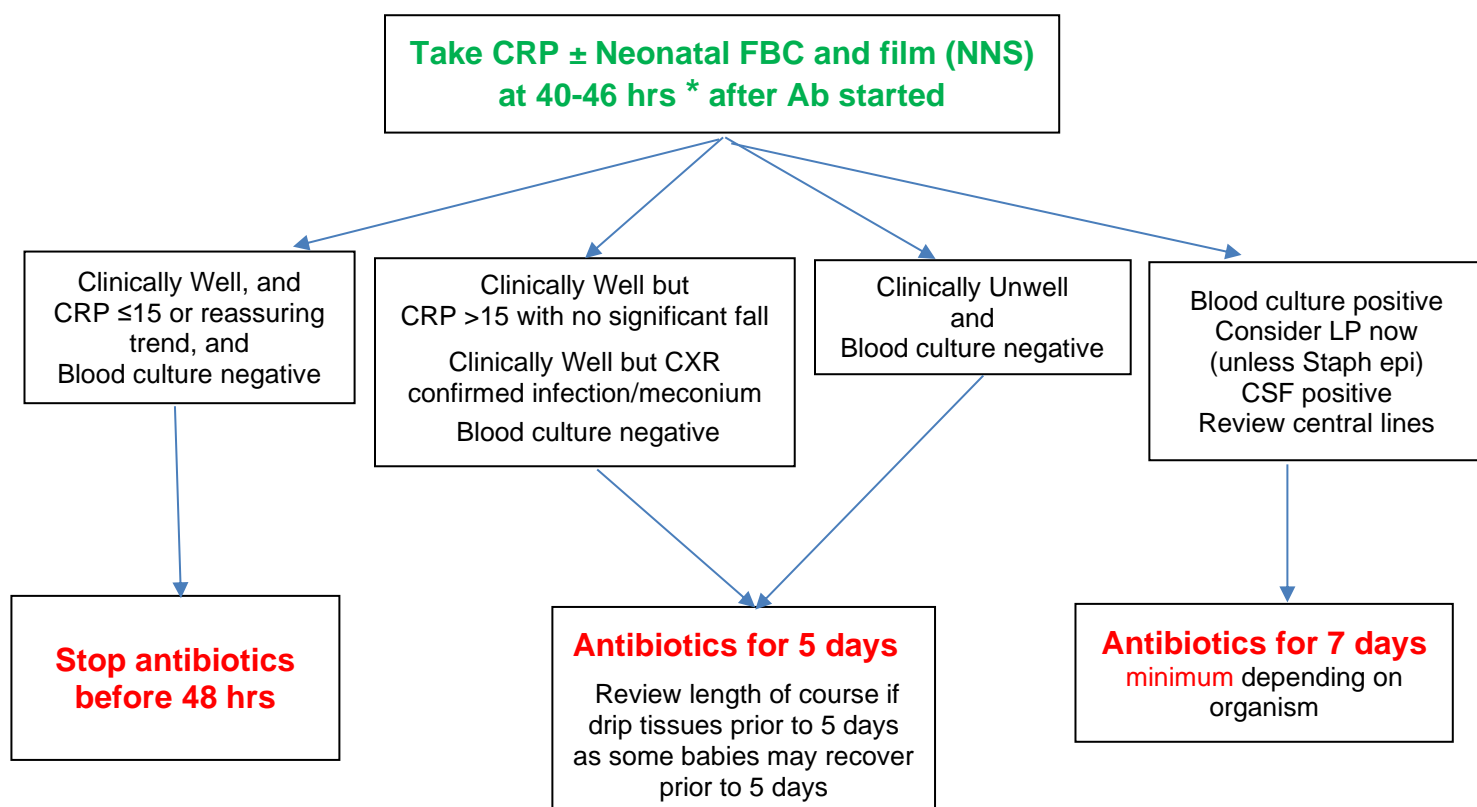 Take CRP ± Neonatal FBC and film (NNS)
at 40-46 hrs * after Ab started
Clinically Well, and
CRP ≤15 or reassuring
trend, and
Blood culture negative
Clinically Well but
CRP >15 with no significant fall
Clinically Well but CXR
confirmed infection/meconium
Blood culture negative
Clinically Unwell
and
Blood culture negative
Blood culture positive
Consider LP now
(unless Staph epi)
CSF positive
Review central lines
Stop antibiotics
before 48 hrs
Antibiotics for 5 days
Review length of course if
drip tissues prior to 5 days
as some babies may recover
prior to 5 days
Antibiotics for 7 days
minimum depending on
organism